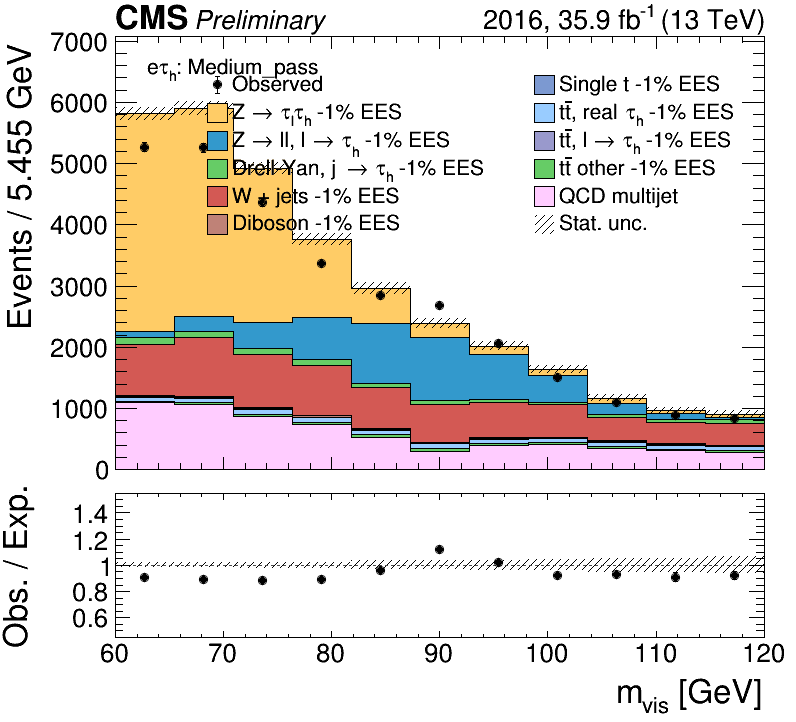 CMS Preliminary 2016, 35.9 fb⁻¹ (13 TeV)
eτh: Medium_pass
Observed
Z → τlτh -1% EES
Z → ll, l → τh -1% EES
Drell-Yan, j → τh -1% EES
W + jets -1% EES
Diboson -1% EES
Single t -1% EES
tt̄, real τh -1% EES
tt̄, l → τh -1% EES
tt̄ other -1% EES
QCD multijet
Stat. unc.
Events / 5.455 GeV
7000
6000
5000
4000
3000
2000
1000
0
Obs. / Exp.
1.4
1.2
1
0.8
0.6
60 70 80 90 100 110 120
mvis [GeV]